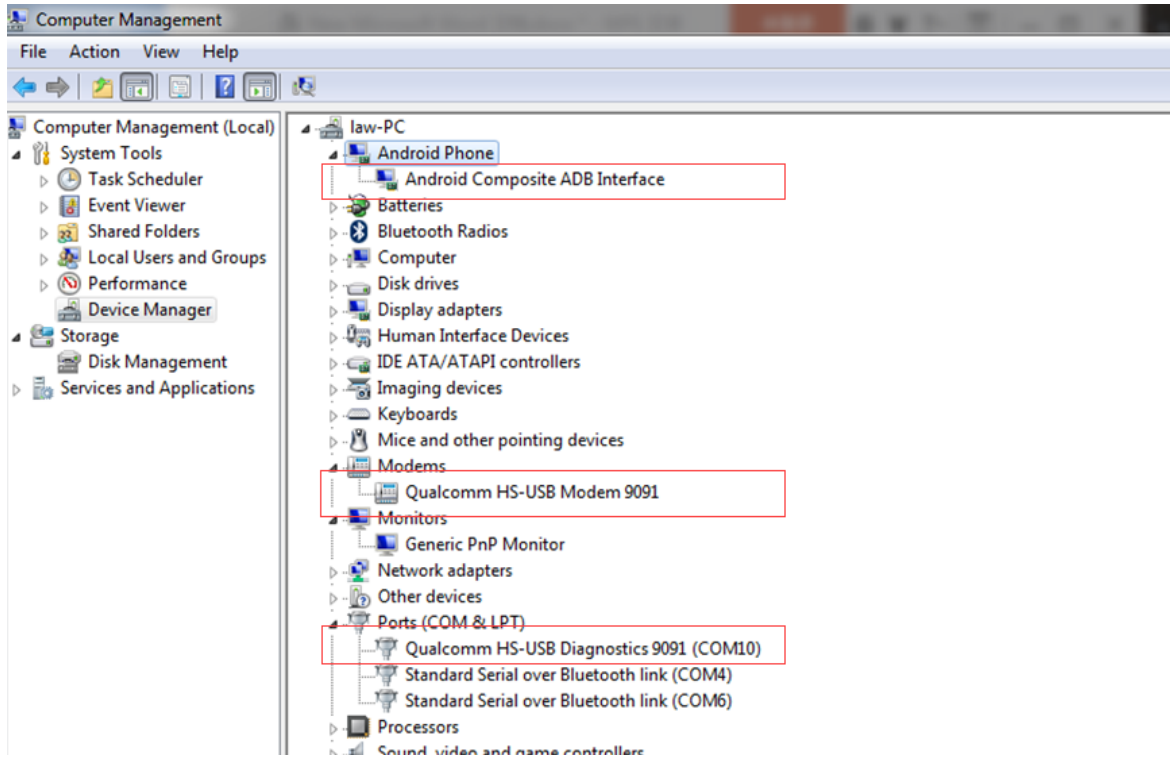 Computer Management
File Action View Help
Computer Management (Local)
System Tools
Task Scheduler
Event Viewer
Shared Folders
Local Users and Groups
Performance
Device Manager
Storage
Disk Management
Services and Applications
law-PC
Android Phone
Android Composite ADB Interface
Batteries
Bluetooth Radios
Computer
Disk drives
Display adapters
Human Interface Devices
IDE ATA/ATAPI controllers
Imaging devices
Keyboards
Mice and other pointing devices
Modems
Qualcomm HS-USB Modem 9091
Monitors
Generic PnP Monitor
Network adapters
Other devices
Ports (COM & LPT)
Qualcomm HS-USB Diagnostics 9091 (COM10)
Standard Serial over Bluetooth link (COM4)
Standard Serial over Bluetooth link (COM6)
Processors
Sound, video and game controllers